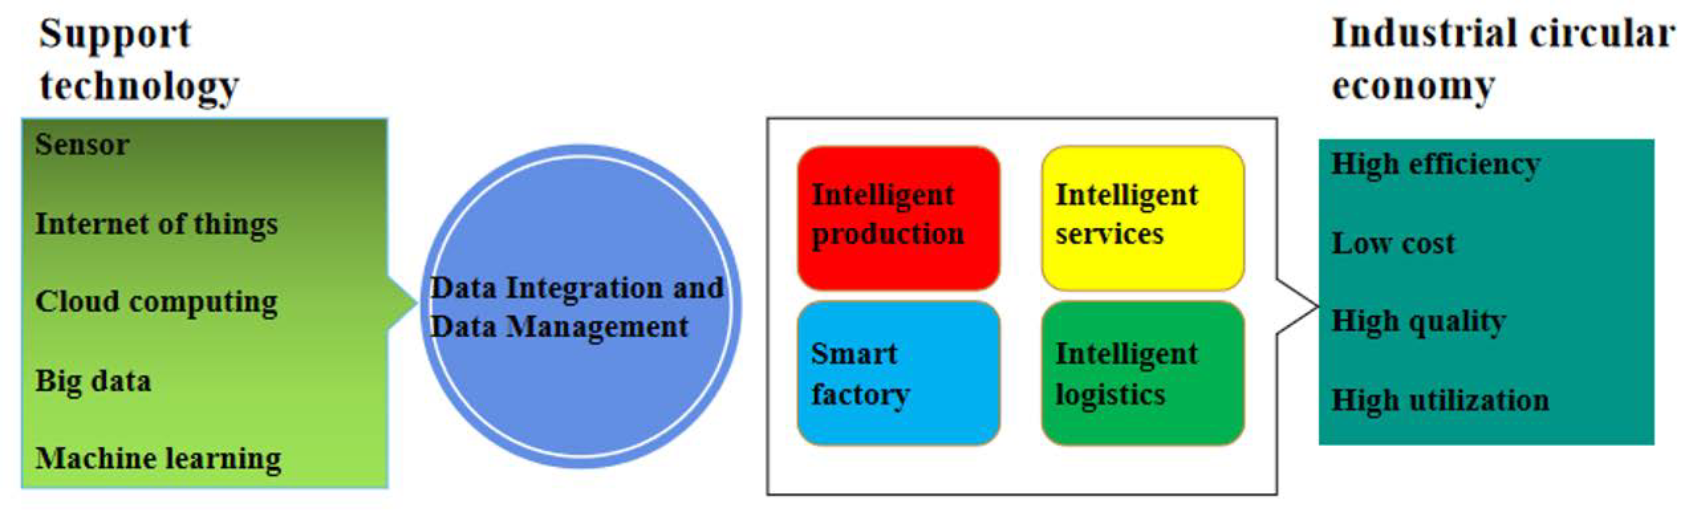 Support
technology
Sensor
Internet of things
Cloud computing
Big data
Machine learning
Data Integration and
Data Management
Intelligent
production
Intelligent
services
Smart
factory
Intelligent
logistics
Industrial circular
economy
High efficiency
Low cost
High quality
High utilization